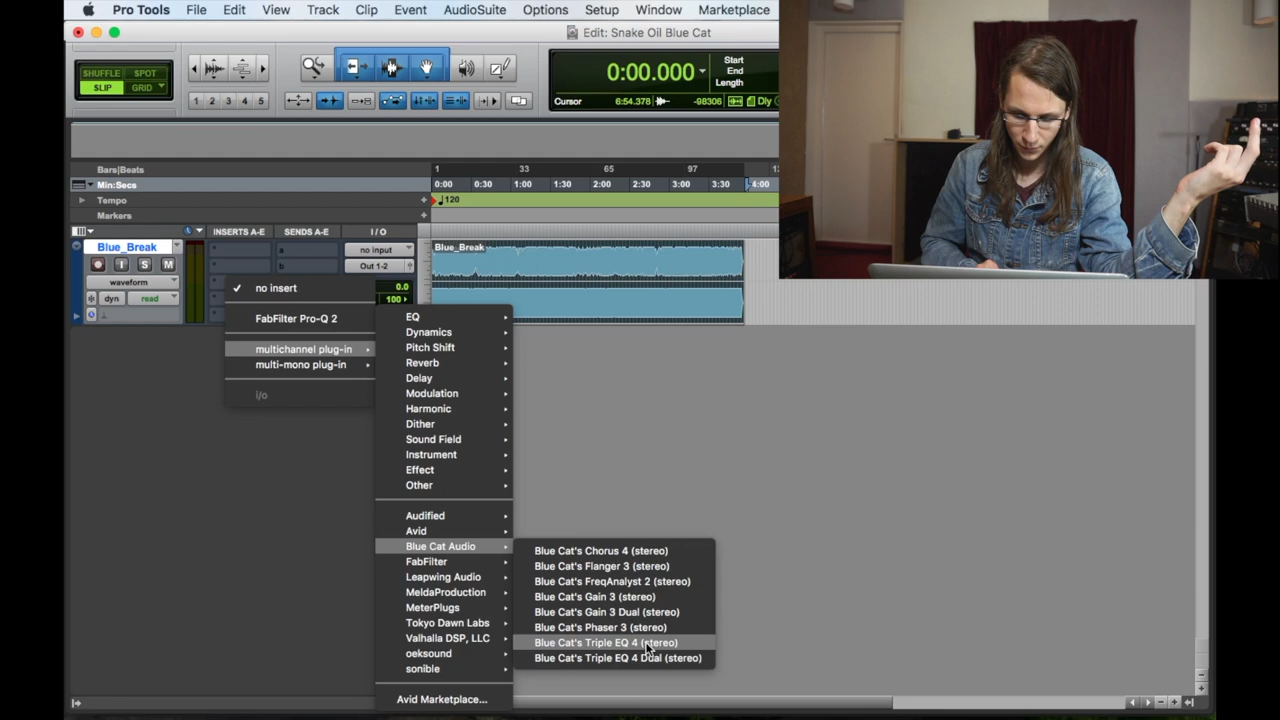 Pro Tools File Edit View Track Clip Event AudioSuite Options Setup Window Marketplace
Edit: Snake Oil Blue Cat
SHUFFLE SPOT
SLIP GRID
1 2 3 4 5
0:00.000
Start
End
Length
Cursor 6:54.378 -98306 Dly
Bars|Beats 1 33 65 97
Min:Secs 0:00 0:30 1:00 1:30 2:00 2:30 3:00 3:30 4:00
Tempo 120
Markers
INSERTS A-E SENDS A-E I / O
Blue_Break a no input Blue_Break
I S M b Out 1-2
waveform
dyn read
0.0
100
no insert
FabFilter Pro-Q 2
multichannel plug-in
multi-mono plug-in
i/o
EQ
Dynamics
Pitch Shift
Reverb
Delay
Modulation
Harmonic
Dither
Sound Field
Instrument
Effect
Other
Audified
Avid
Blue Cat Audio
FabFilter
Leapwing Audio
MeldaProduction
MeterPlugs
Tokyo Dawn Labs
Valhalla DSP, LLC
oeksound
sonible
Avid Marketplace...
Blue Cat's Chorus 4 (stereo)
Blue Cat's Flanger 3 (stereo)
Blue Cat's FreqAnalyst 2 (stereo)
Blue Cat's Gain 3 (stereo)
Blue Cat's Gain 3 Dual (stereo)
Blue Cat's Phaser 3 (stereo)
Blue Cat's Triple EQ 4 (stereo)
Blue Cat's Triple EQ 4 Dual (stereo)